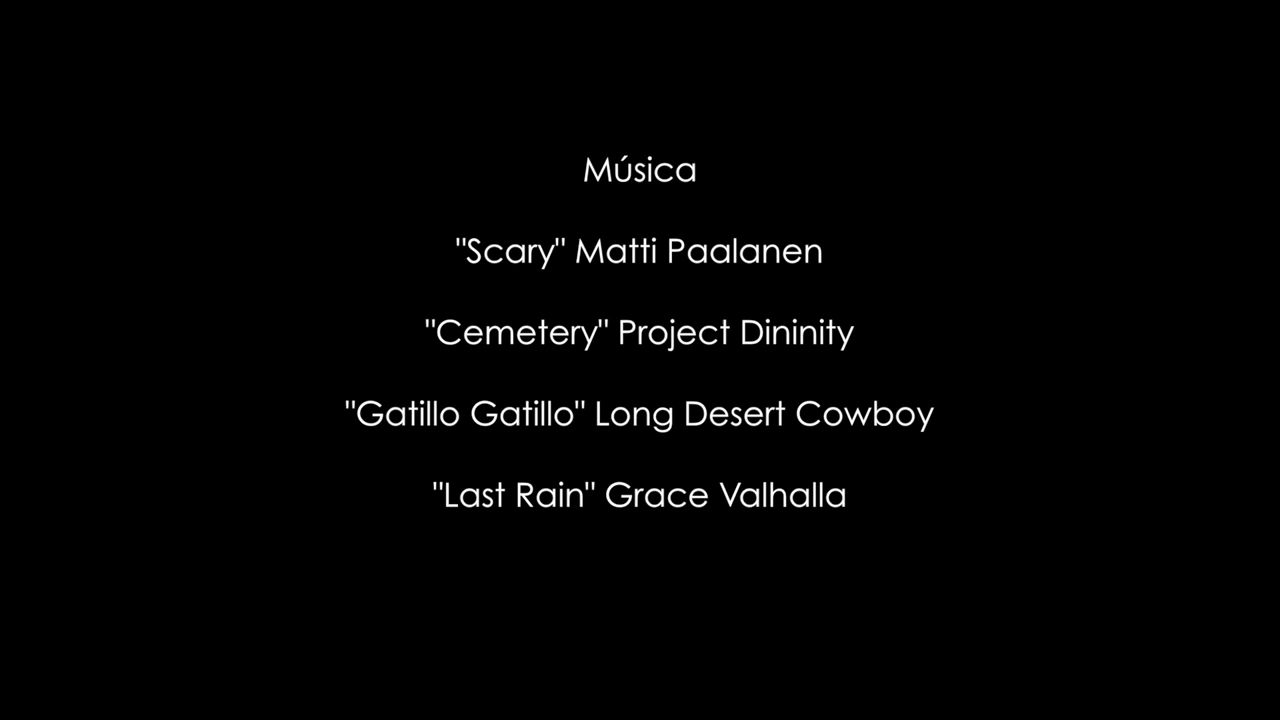 Música
"Scary" Matti Paalanen
"Cemetery" Project Dininity
"Gatillo Gatillo" Long Desert Cowboy
"Last Rain" Grace Valhalla